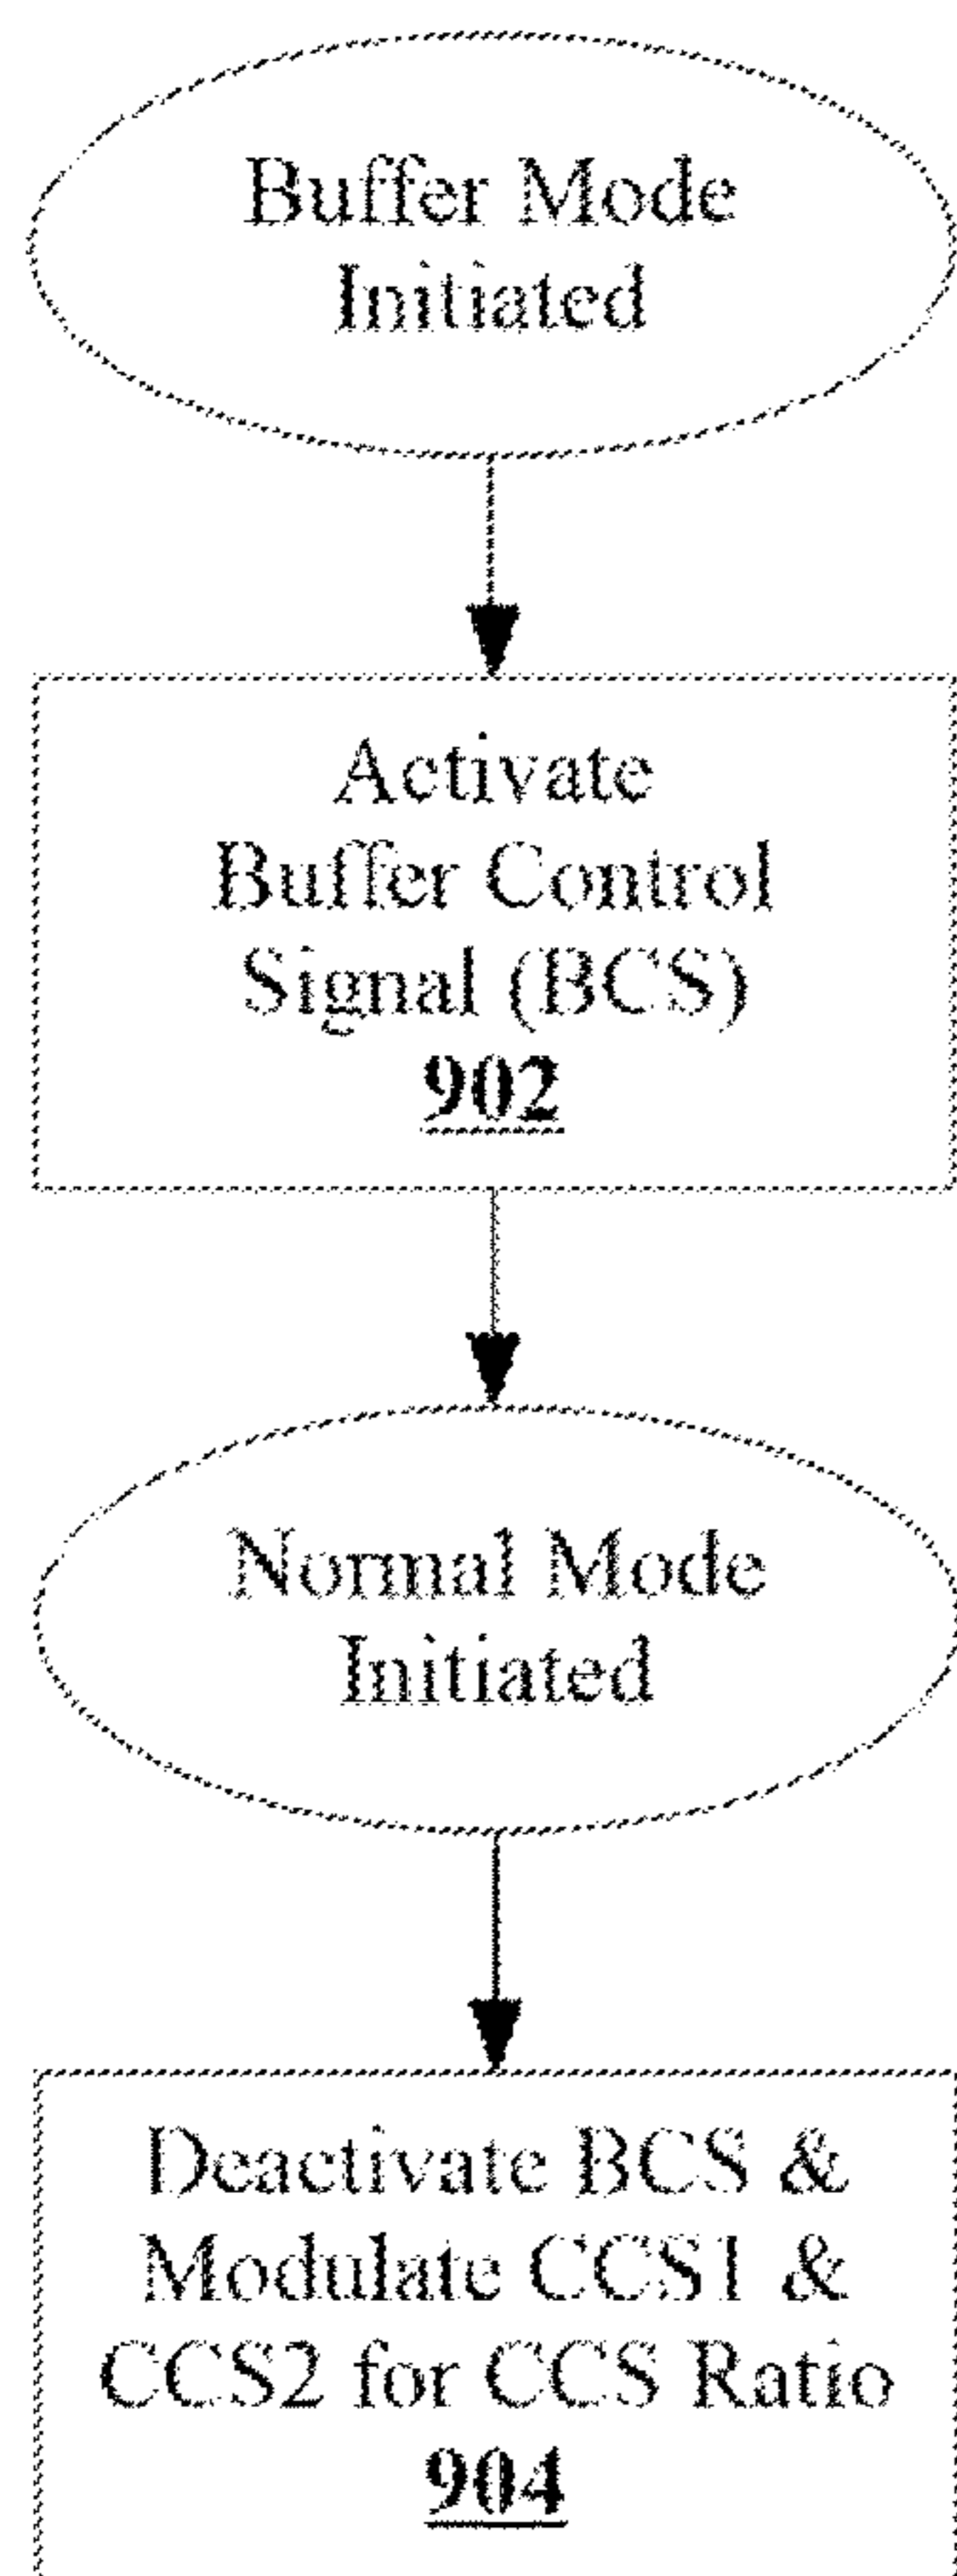 Buffer Mode
Initiated
Activate
Buffer Control
Signal (BCS)
902
Normal Mode
Initiated
Deactivate BCS &
Modulate CCS1 &
CCS2 for CCS Ratio
904